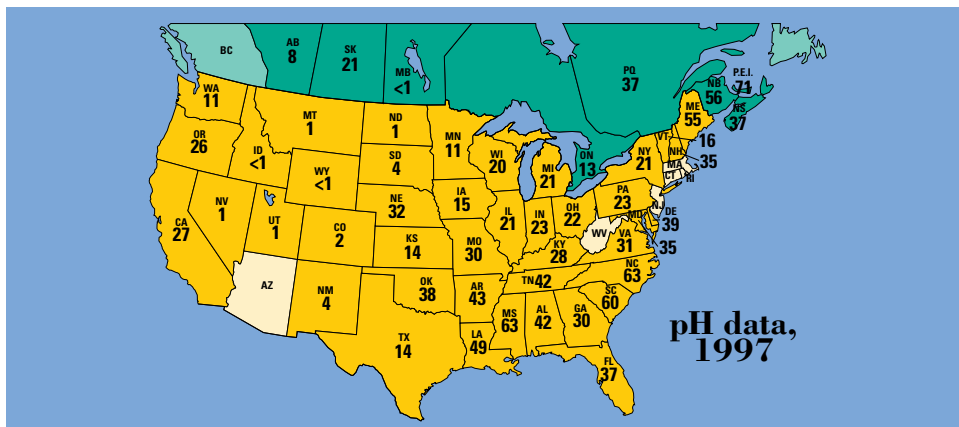 BC
AB
8
SK
21
MB
<1
PQ
37
NB
56
P.E.I.
71
NS
37
ON
13
WA
11
OR
26
ID
<1
MT
1
ND
1
SD
4
WY
<1
MN
11
WI
20
MI
21
NY
21
VT
NH
ME
55
16
35
MA
CT
RI
NV
1
CA
27
UT
1
CO
2
NE
32
KS
14
IA
15
MO
30
IL
21
IN
23
OH
22
PA
23
NJ
MD
DE
39
35
WV
VA
31
KY
28
NC
63
TN 42
SC
60
AZ
NM
4
OK
38
AR
43
TX
14
LA
49
MS
63
AL
42
GA
30
FL
37
pH data,
1997